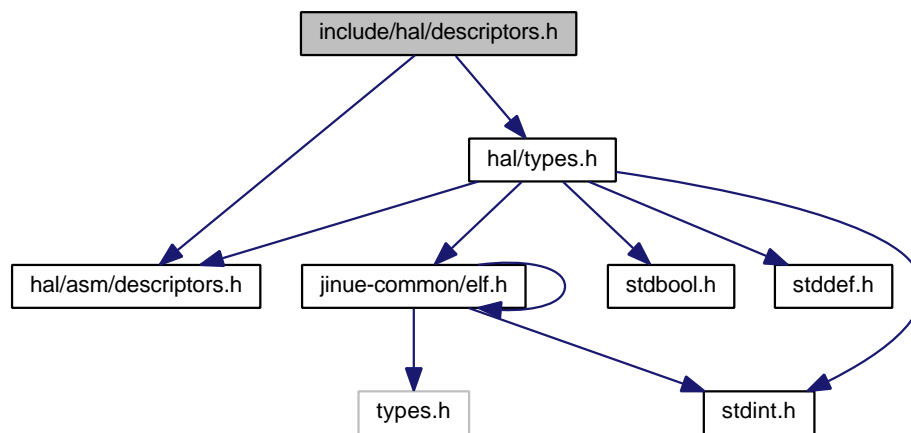 include/hal/descriptors.h
hal/types.h
hal/asm/descriptors.h
jinue-common/elf.h
stdbool.h
stddef.h
types.h
stdint.h